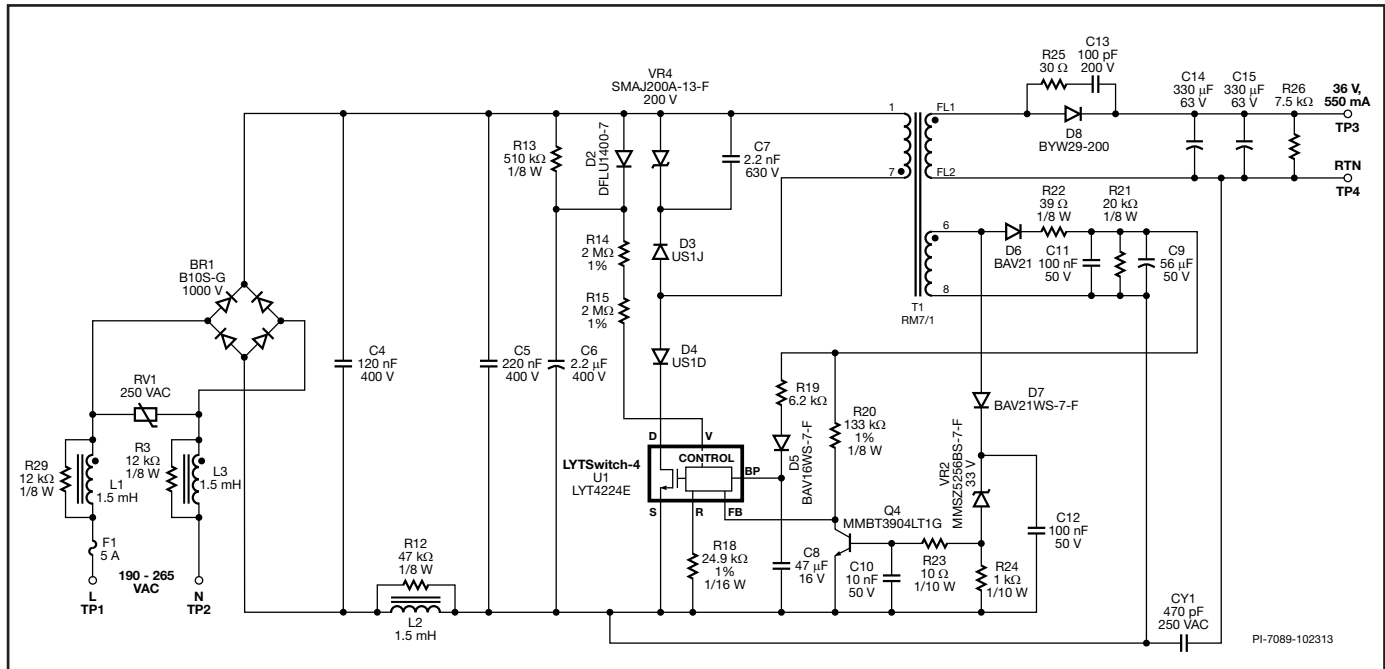 VR4
SMAJ200A-13-F
200 V
R13
510 kΩ
1/8 W
D2
DFLU1400-7
C7
2.2 nF
630 V
1
7
FL1
FL2
R25
30 Ω
C13
100 pF
200 V
D8
BYW29-200
C14
330 µF
63 V
C15
330 µF
63 V
R26
7.5 kΩ
36 V,
550 mA
TP3
RTN
TP4
R14
2 MΩ
1%
D3
US1J
R15
2 MΩ
1%
6
8
D6
BAV21
R22
39 Ω
1/8 W
R21
20 kΩ
1/8 W
C11
100 nF
50 V
C9
56 µF
50 V
T1
RM7/1
BR1
B10S-G
1000 V
C4
120 nF
400 V
C5
220 nF
400 V
C6
2.2 µF
400 V
D4
US1D
RV1
250 VAC
R29
12 kΩ
1/8 W
L1
1.5 mH
R3
12 kΩ
1/8 W
L3
1.5 mH
F1
5 A
190 - 265
VAC
L
TP1
N
TP2
R12
47 kΩ
1/8 W
L2
1.5 mH
D
V
CONTROL
BP
S
R
FB
LYTSwitch-4
U1
LYT4224E
R18
24.9 kΩ
1%
1/16 W
R19
6.2 kΩ
D5
BAV16WS-7-F
R20
133 kΩ
1%
1/8 W
D7
BAV21WS-7-F
VR2
MMSZ5256BS-7-F
33 V
Q4
MMBT3904LT1G
C8
47 µF
16 V
C10
10 nF
50 V
R23
10 Ω
1/10 W
R24
1 kΩ
1/10 W
C12
100 nF
50 V
CY1
470 pF
250 VAC
PI-7089-102313